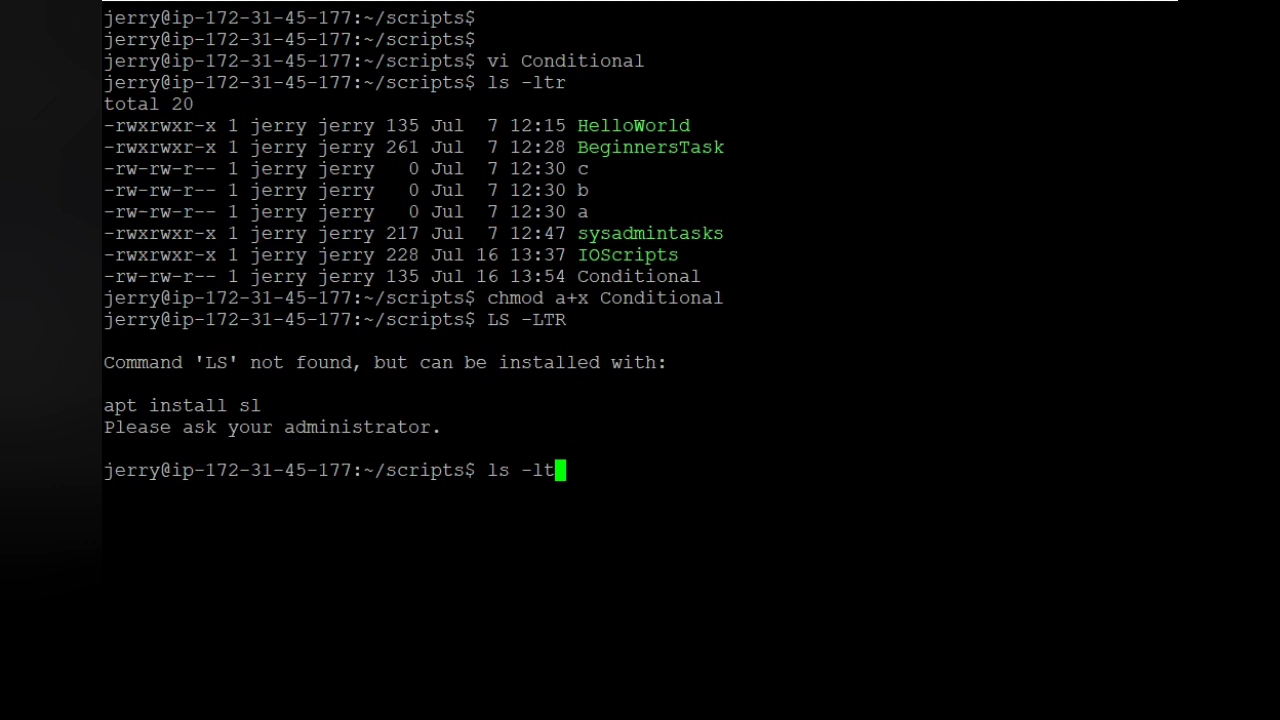 jerry@ip-172-31-45-177:~/scripts$
jerry@ip-172-31-45-177:~/scripts$
jerry@ip-172-31-45-177:~/scripts$ vi Conditional
jerry@ip-172-31-45-177:~/scripts$ ls -ltr
total 20
-rwxrwxr-x 1 jerry jerry 135 Jul  7 12:15 HelloWorld
-rwxrwxr-x 1 jerry jerry 261 Jul  7 12:28 BeginnersTask
-rw-rw-r-- 1 jerry jerry   0 Jul  7 12:30 c
-rw-rw-r-- 1 jerry jerry   0 Jul  7 12:30 b
-rw-rw-r-- 1 jerry jerry   0 Jul  7 12:30 a
-rwxrwxr-x 1 jerry jerry 217 Jul  7 12:47 sysadmintasks
-rwxrwxr-x 1 jerry jerry 228 Jul 16 13:37 IOScripts
-rw-rw-r-- 1 jerry jerry 135 Jul 16 13:54 Conditional
jerry@ip-172-31-45-177:~/scripts$ chmod a+x Conditional
jerry@ip-172-31-45-177:~/scripts$ LS -LTR
Command 'LS' not found, but can be installed with:
apt install sl
Please ask your administrator.
jerry@ip-172-31-45-177:~/scripts$ ls -lt